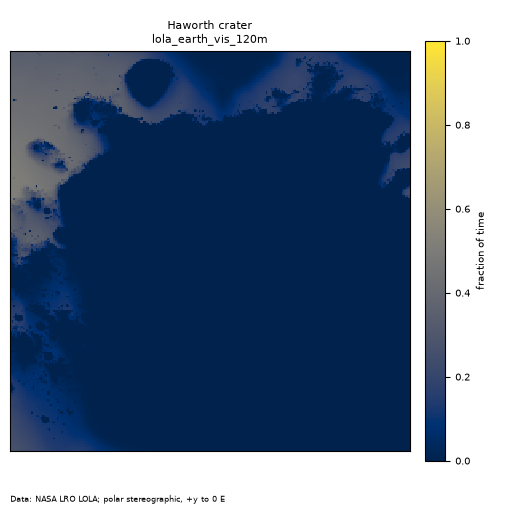 Haworth crater
lola_earth_vis_120m
1.0
0.8
0.6
0.4
0.2
0.0
fraction of time
Data: NASA LRO LOLA; polar stereographic, +y to 0 E